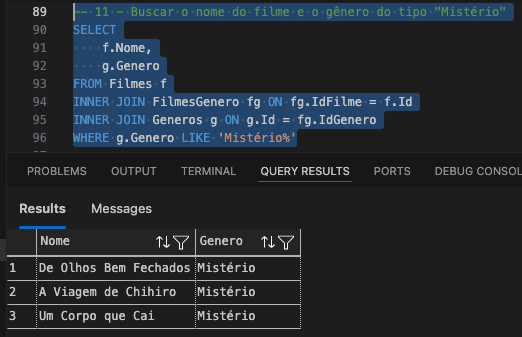 89 -- 11 - Buscar o nome do filme e o gênero do tipo "Mistério"
90 SELECT
91 f.Nome,
92 g.Genero
93 FROM Filmes f
94 INNER JOIN FilmesGenero fg ON fg.IdFilme = f.Id
95 INNER JOIN Generos g ON g.Id = fg.IdGenero
96 WHERE g.Genero LIKE 'Mistério%'
PROBLEMS OUTPUT TERMINAL QUERY RESULTS PORTS DEBUG CONSOL
Results Messages
Nome Genero
1 De Olhos Bem Fechados Mistério
2 A Viagem de Chihiro Mistério
3 Um Corpo que Cai Mistério